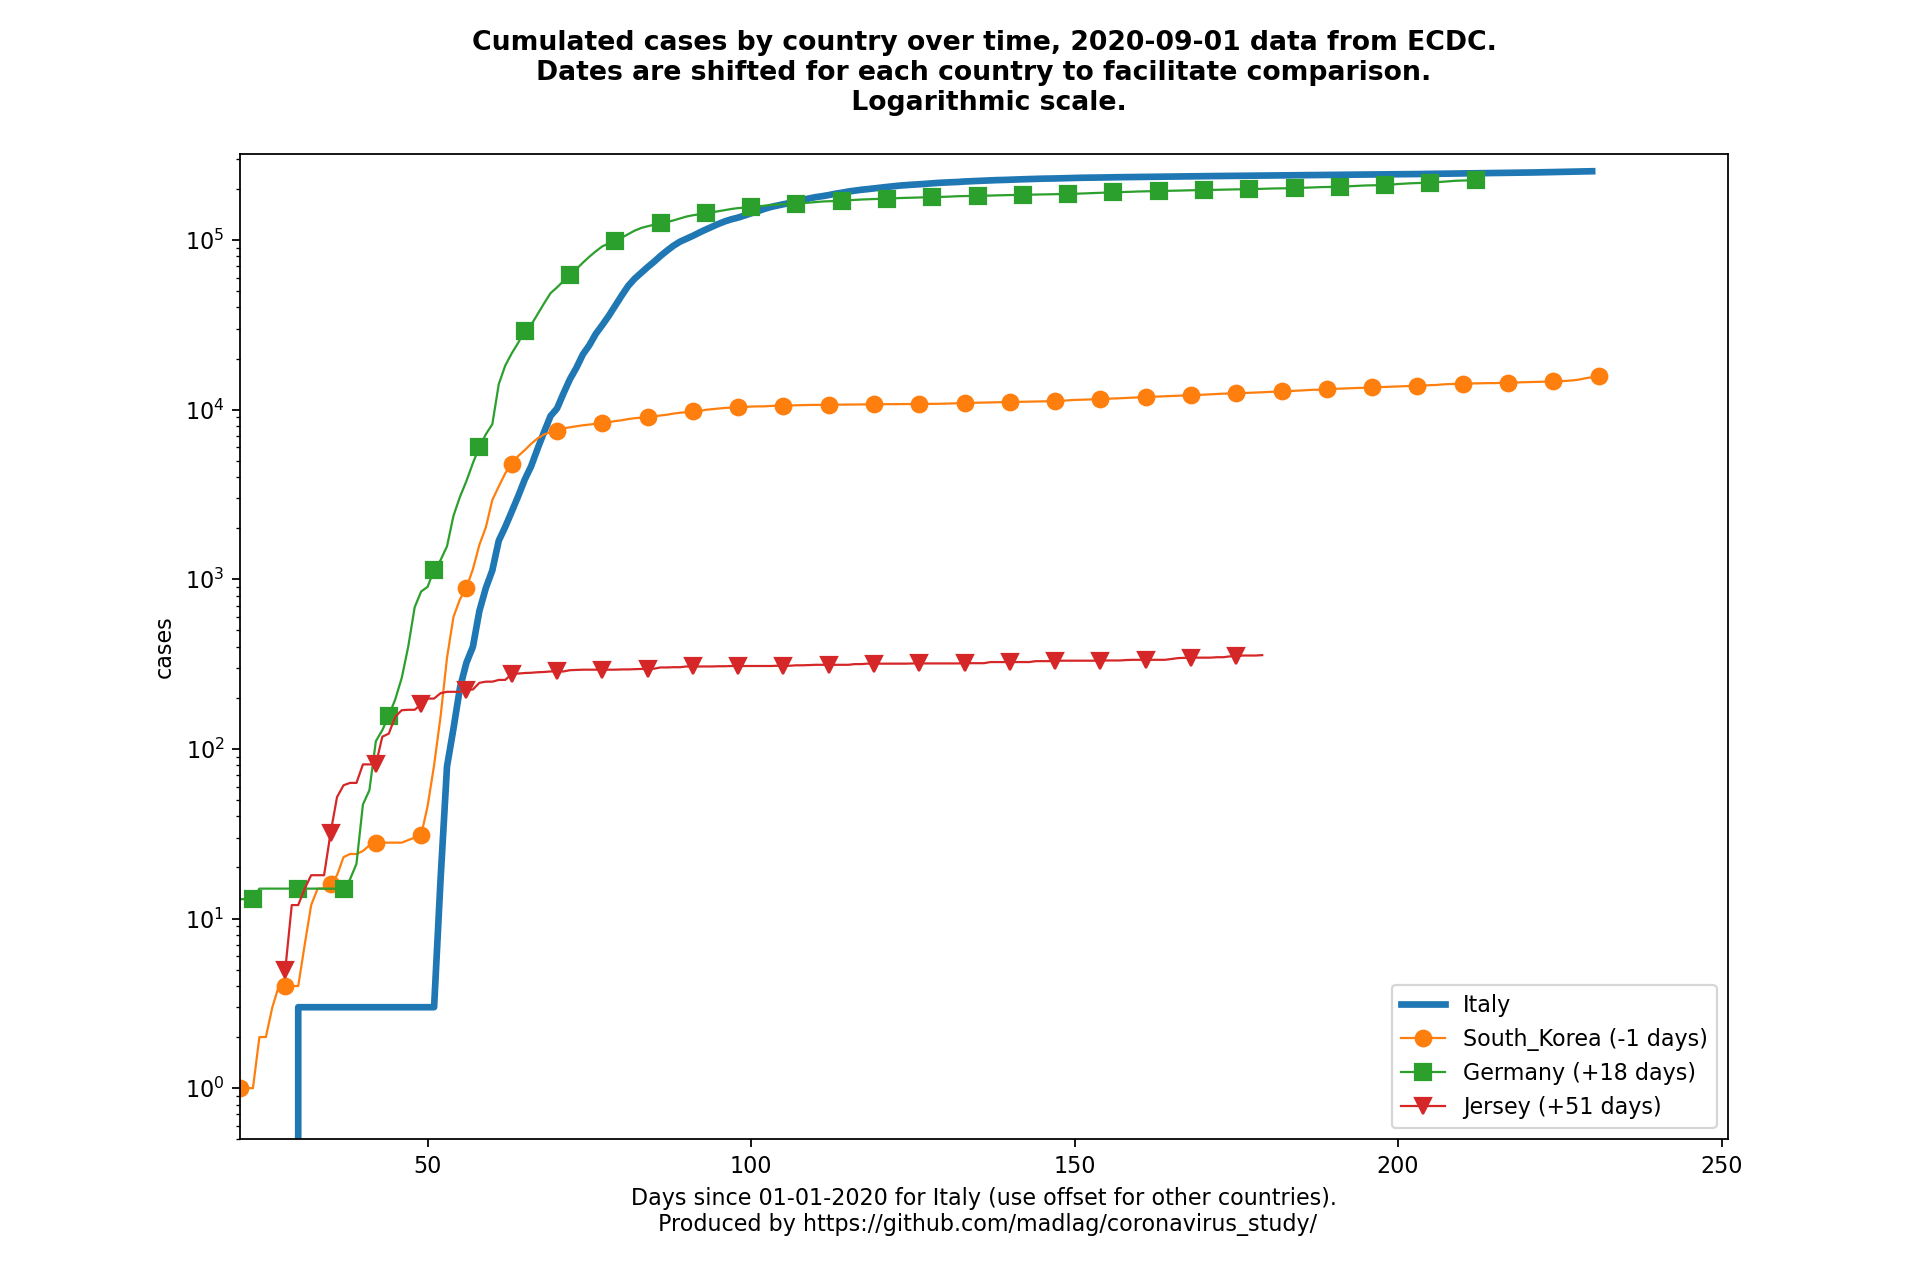 Cumulated cases by country over time, 2020-09-01 data from ECDC.
Dates are shifted for each country to facilitate comparison.
Logarithmic scale.
cases
10^5
10^4
10^3
10^2
10^1
10^0
50 100 150 200 250
Italy
South_Korea (-1 days)
Germany (+18 days)
Jersey (+51 days)
Days since 01-01-2020 for Italy (use offset for other countries).
Produced by https://github.com/madlag/coronavirus_study/